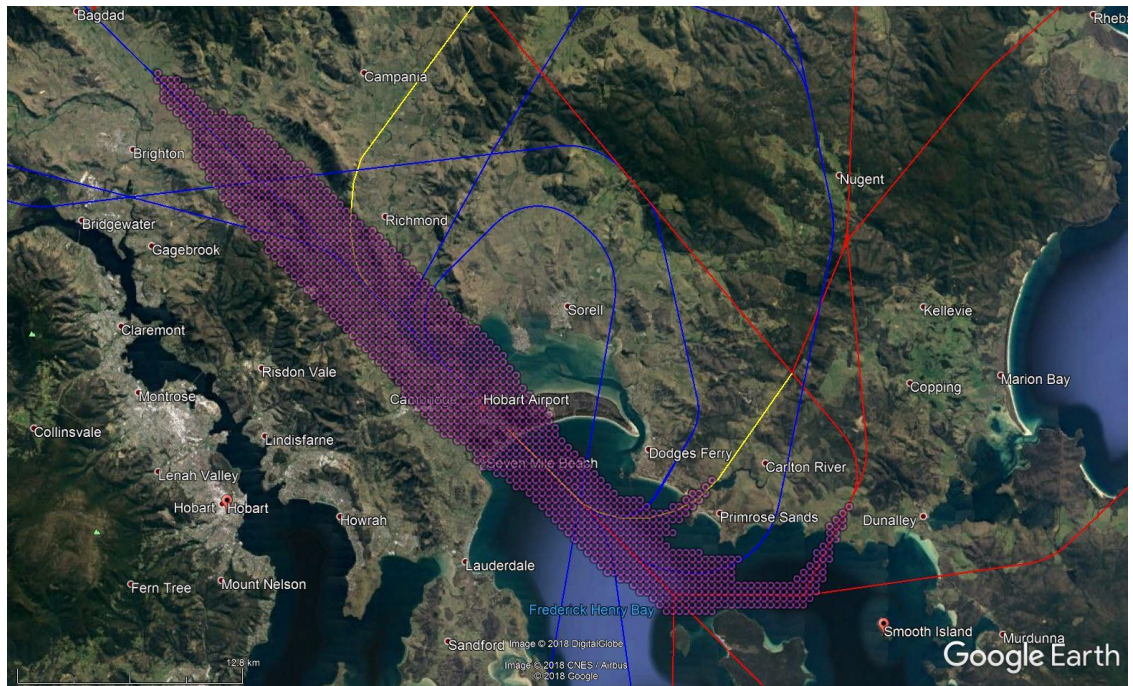 Bagdad
Rheba
Campania
Brighton
Nugent
Bridgewater
Richmond
Gagebrook
Sorell
Kellevie
Claremont
Risdon Vale
Marion Bay
Copping
Montrose
Hobart Airport
Collinsvale
Lindisfarne
Dodges Ferry
Seven Mile Beach
Carlton River
Lenah Valley
Hobart
Hobart
Howrah
Primrose Sands
Dunalley
Lauderdale
Fern Tree
Mount Nelson
Frederick Henry Bay
Smooth Island
Murdunna
Sandford
Image © 2018 DigitalGlobe
Image © 2018 CNES / Airbus
© 2018 Google
12.8 km
Google Earth